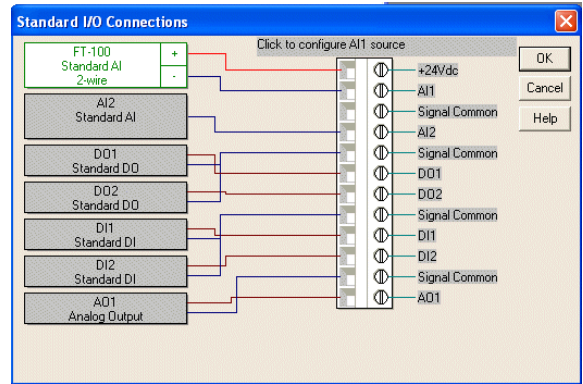 Standard I/O Connections
Click to configure AI1 source
FT-100
Standard AI
2-wire
+
-
AI2
Standard AI
DO1
Standard DO
DO2
Standard DO
DI1
Standard DI
DI2
Standard DI
AO1
Analog Output
+24Vdc
AI1
Signal Common
AI2
Signal Common
DO1
DO2
Signal Common
DI1
DI2
Signal Common
AO1
OK
Cancel
Help